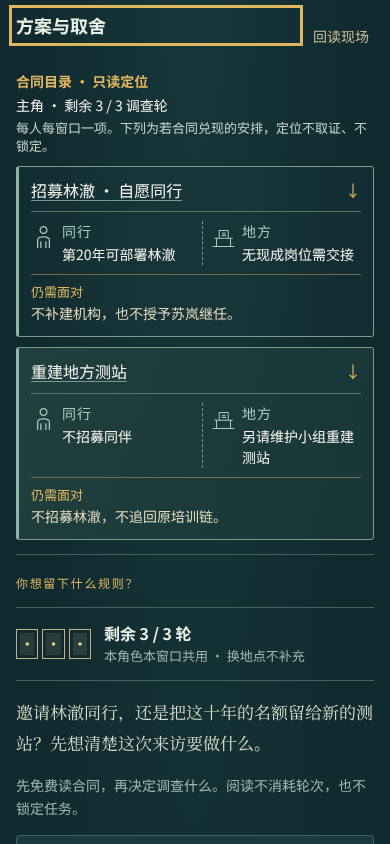 方案与取舍
回读现场
合同目录 · 只读定位
主角 · 剩余 3 / 3 调查轮
每人每窗口一项。下列为若合同兑现的安排，定位不取证、不
锁定。
招募林澈 · 自愿同行 ↓
同行
第20年可部署林澈
地方
无现成岗位需交接
仍需面对
不补建机构，也不授予苏岚继任。
重建地方测站 ↓
同行
不招募同伴
地方
另请维护小组重建
测站
仍需面对
不招募林澈，不追回原培训链。
你想留下什么规则？
剩余 3 / 3 轮
本角色本窗口共用 · 换地点不补充
邀请林澈同行，还是把这十年的名额留给新的测
站？先想清楚这次来访要做什么。
先免费读合同，再决定调查什么。阅读不消耗轮次，也不
锁定任务。